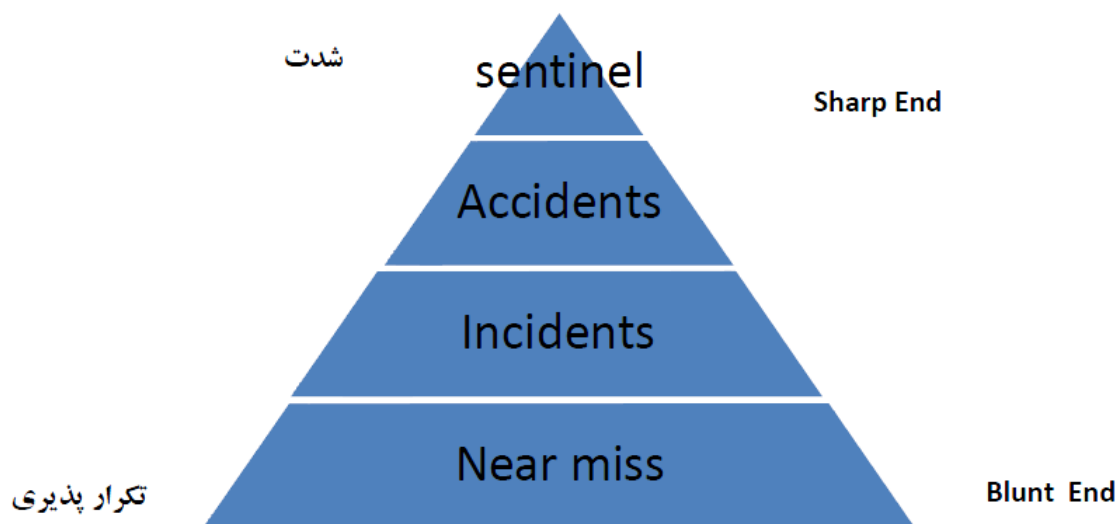 شدت
sentinel
Sharp End
Accidents
Incidents
Near miss
تکرار پذیری
Blunt End